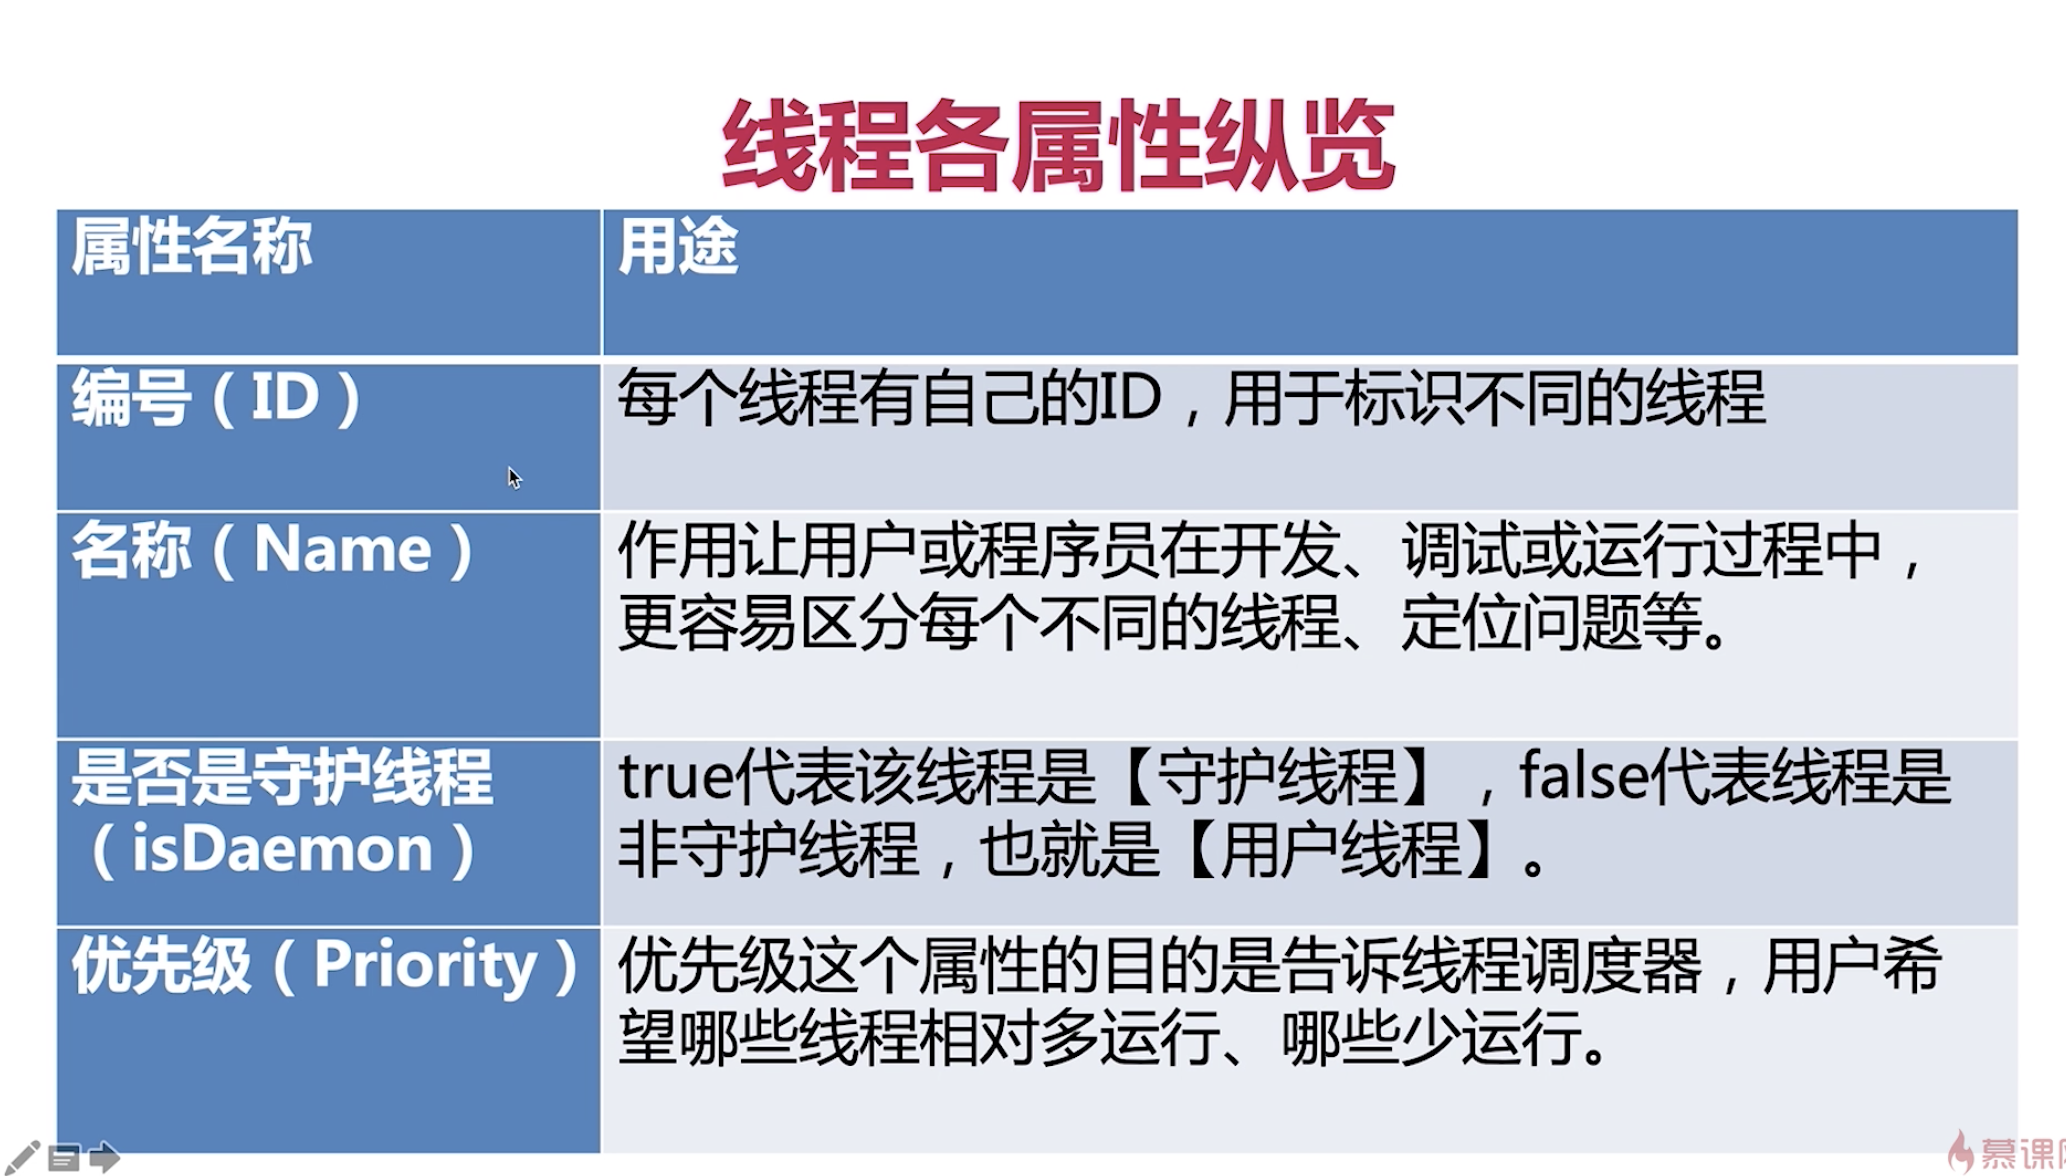 线程各属性纵览
属性名称
用途
编号（ID）
每个线程有自己的ID，用于标识不同的线程
名称（Name）
作用让用户或程序员在开发、调试或运行过程中，
更容易区分每个不同的线程、定位问题等。
是否是守护线程
（isDaemon）
true代表该线程是【守护线程】，false代表线程是
非守护线程，也就是【用户线程】。
优先级（Priority）
优先级这个属性的目的是告诉线程调度器，用户希
望哪些线程相对多运行、哪些少运行。
慕课网